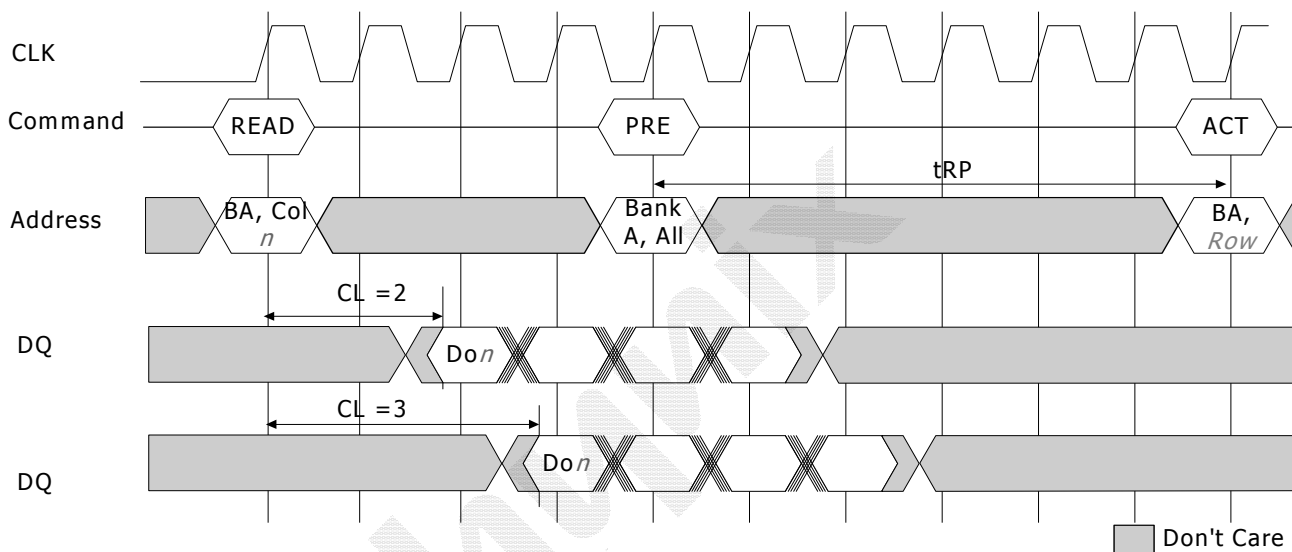 CLK
Command
READ
PRE
ACT
tRP
Address
BA, Col
n
Bank
A, All
BA,
Row
CL =2
DQ
Don
CL =3
DQ
Don
Don't Care